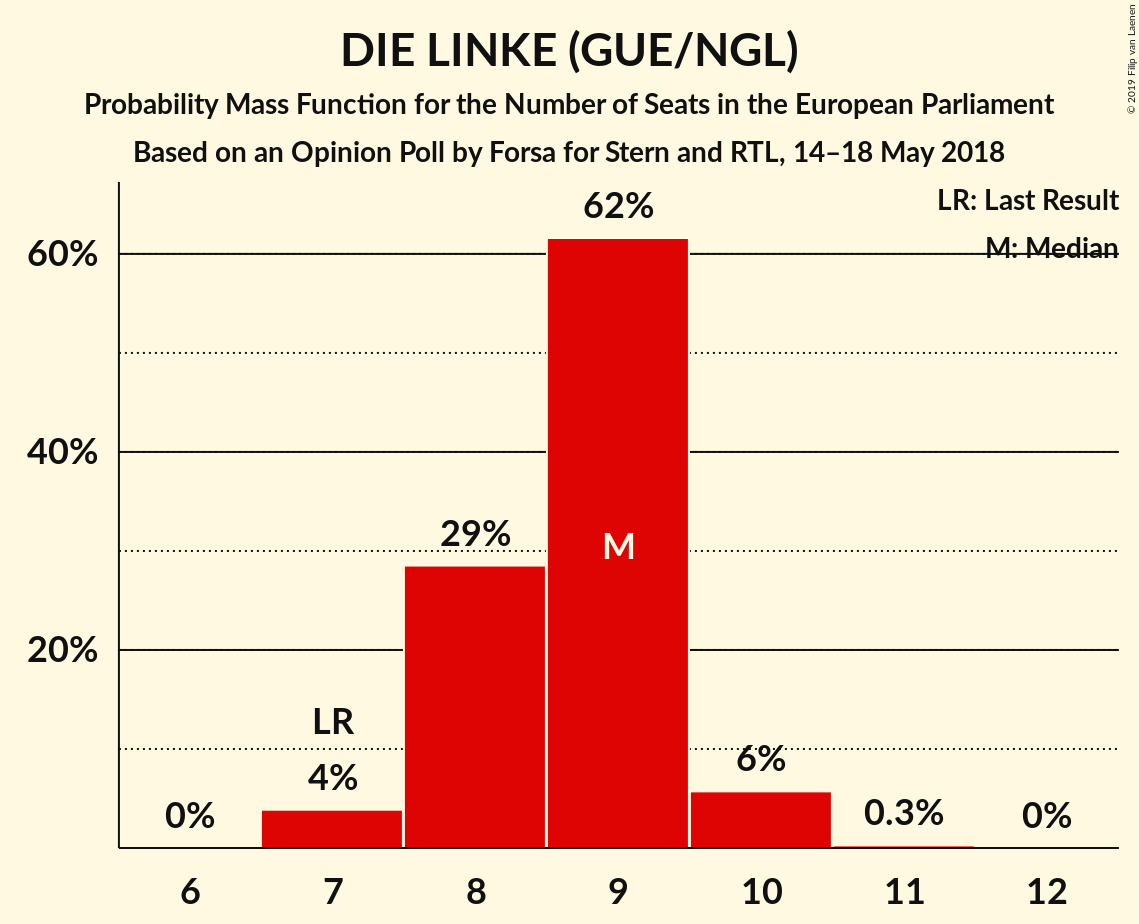 DIE LINKE (GUE/NGL)
Probability Mass Function for the Number of Seats in the European Parliament
Based on an Opinion Poll by Forsa for Stern and RTL, 14–18 May 2018
© 2019 Filip van Laenen
LR: Last Result
M: Median
60%
40%
20%
0%
LR
4%
29%
62%
M
6%
0.3%
0%
6
7
8
9
10
11
12